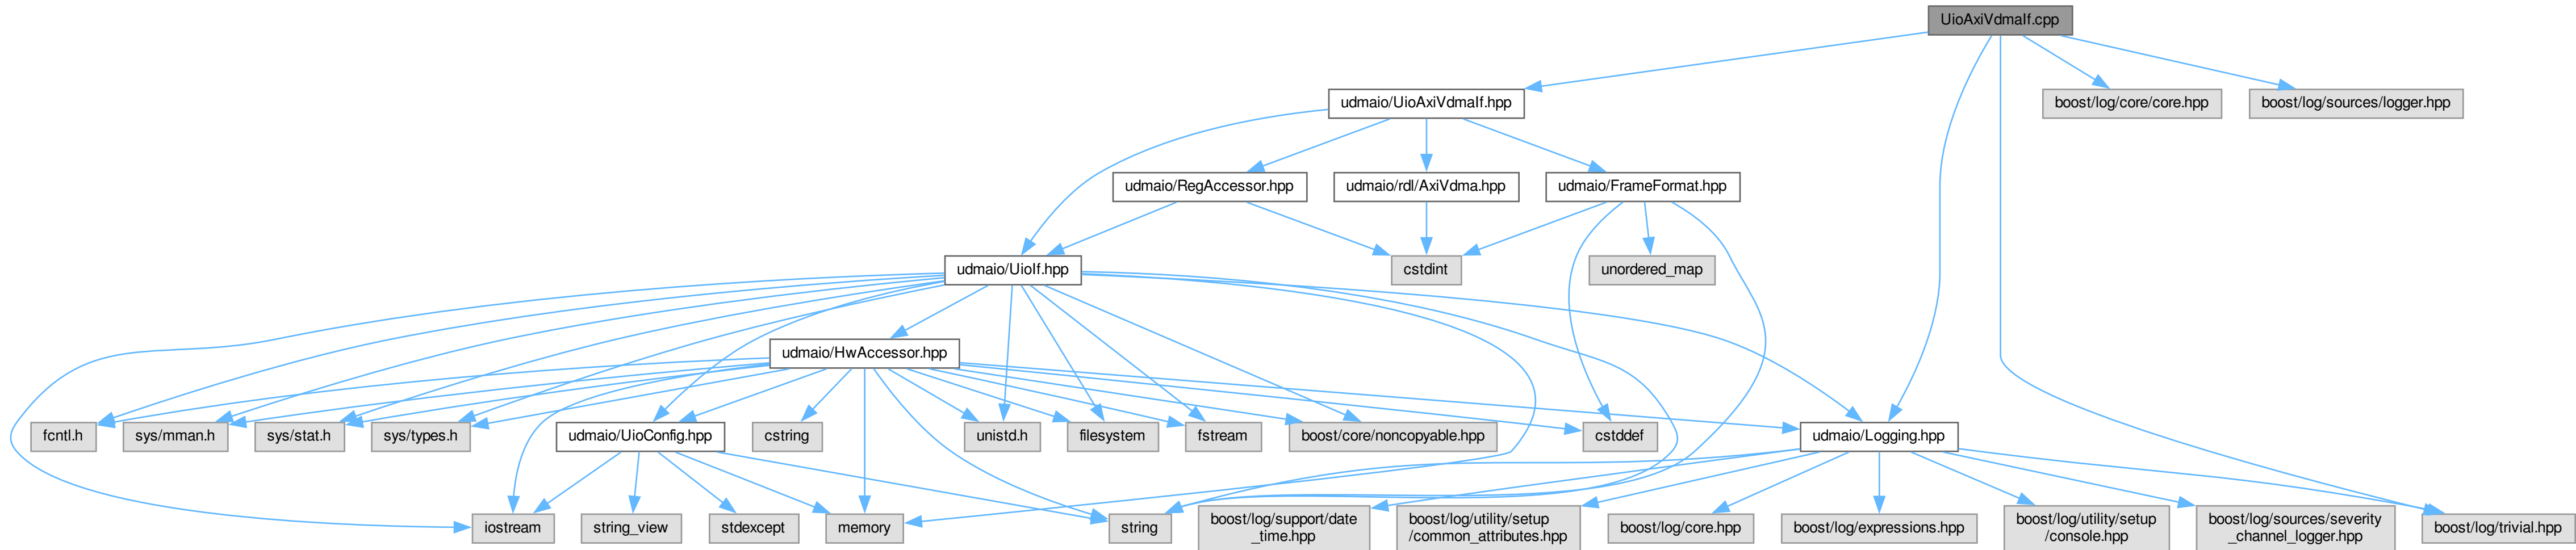 UioAxiVdmaIf.cpp
udmaio/UioAxiVdmaIf.hpp
boost/log/core/core.hpp
boost/log/sources/logger.hpp
udmaio/RegAccessor.hpp
udmaio/rdl/AxiVdma.hpp
udmaio/FrameFormat.hpp
udmaio/UioIf.hpp
cstdint
unordered_map
udmaio/HwAccessor.hpp
fcntl.h
sys/mman.h
sys/stat.h
sys/types.h
udmaio/UioConfig.hpp
cstring
unistd.h
filesystem
fstream
boost/core/noncopyable.hpp
cstddef
udmaio/Logging.hpp
iostream
string_view
stdexcept
memory
string
boost/log/support/date
_time.hpp
boost/log/utility/setup
/common_attributes.hpp
boost/log/core.hpp
boost/log/expressions.hpp
boost/log/utility/setup
/console.hpp
boost/log/sources/severity
_channel_logger.hpp
boost/log/trivial.hpp